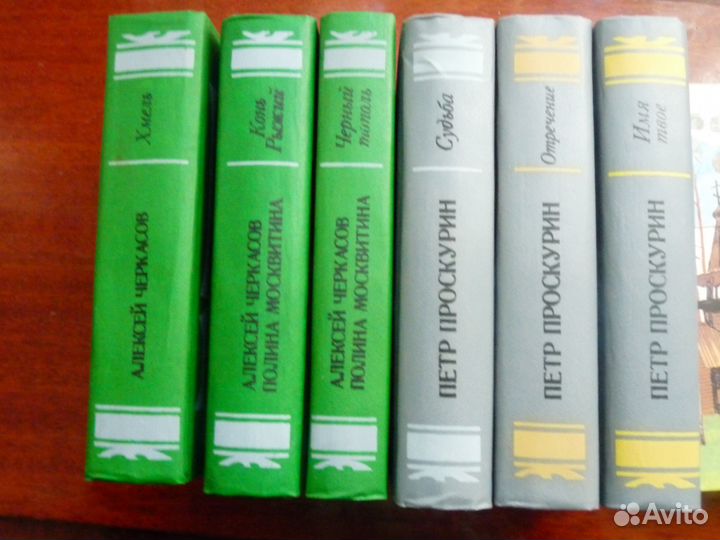 АЛЕКСЕЙ ЧЕРКАСОВ
Хмель
АЛЕКСЕЙ ЧЕРКАСОВ
ПОЛИНА МОСКВИТИНА
Конь
Рыжий
АЛЕКСЕЙ ЧЕРКАСОВ
ПОЛИНА МОСКВИТИНА
Черный
тополь
ПЕТР ПРОСКУРИН
Судьба
ПЕТР ПРОСКУРИН
Отречение
ПЕТР ПРОСКУРИН
Имя
твое
Avito